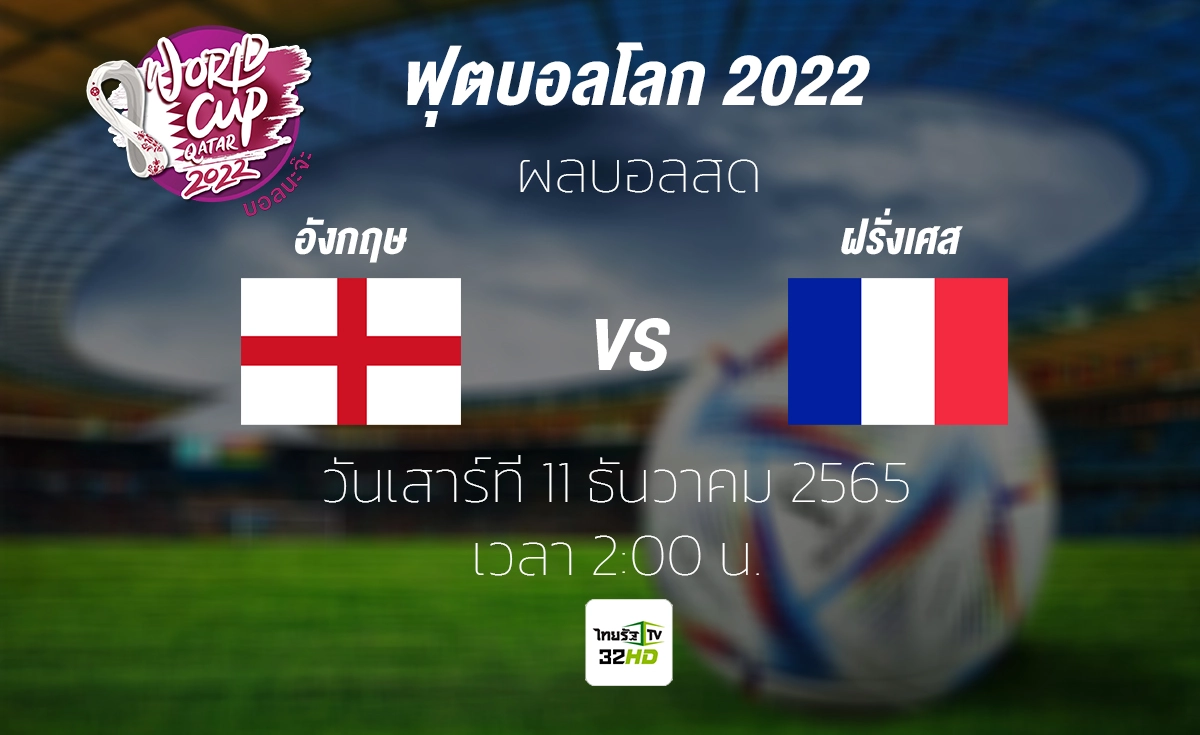 WORLD
CUP
QATAR
2022
บอลนะจ๊ะ
ฟุตบอลโลก 2022
ผลบอลสด
อังกฤษ
ฝรั่งเศส
VS
วันเสาร์ที่ 11 ธันวาคม 2565
เวลา 2:00 น.
ไทยรัฐ TV
32HD